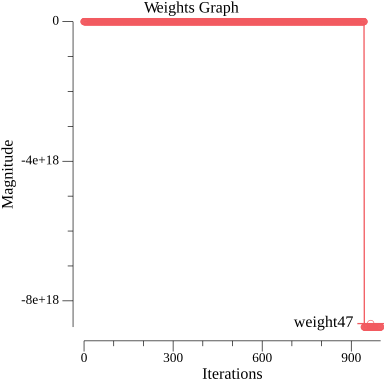 Weights Graph
0
-4e+18
-8e+18
Magnitude
weight47
0
300
600
900
Iterations